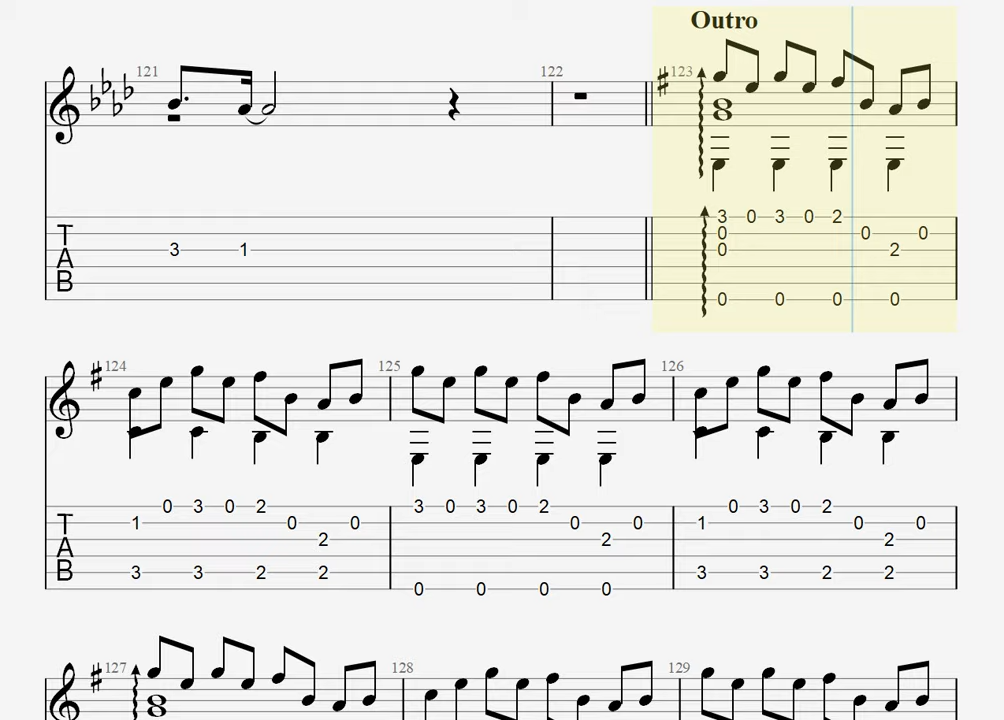 Outro
121 122 123
3 0 3 0 2
T 0 0 0
A 3 1 0 2
B
0 0 0 0
124 125 126
0 3 0 2 3 0 3 0 2 0 3 0 2
T 1 0 0 0 0 1 0 0
A 2 2 2
B 3 3 2 2 3 3 2 2
0 0 0 0
127 128 129